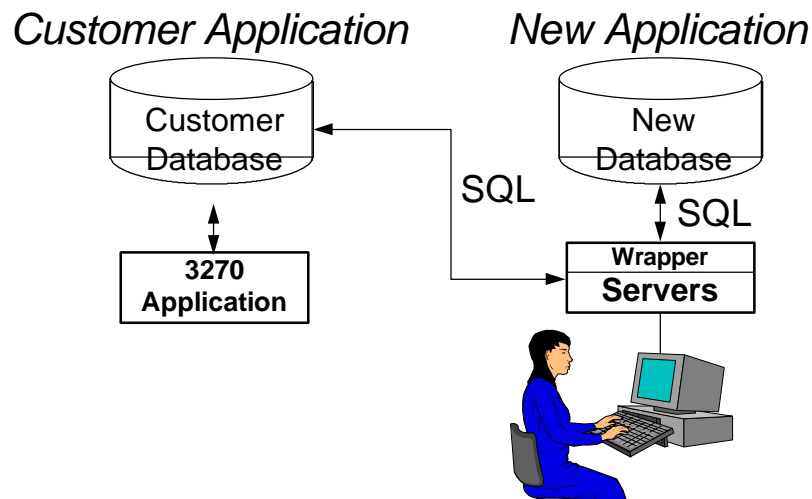 Customer Application
New Application
Customer
Database
New
Database
SQL
SQL
3270
Application
Wrapper
Servers